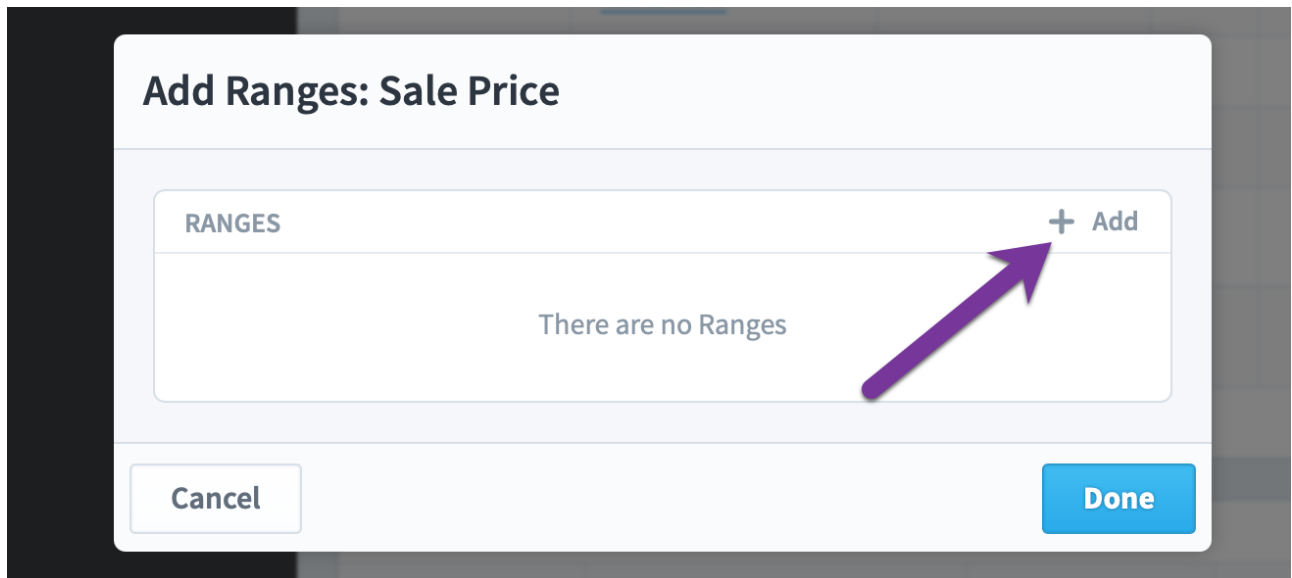 Add Ranges: Sale Price
RANGES
+ Add
There are no Ranges
Cancel
Done